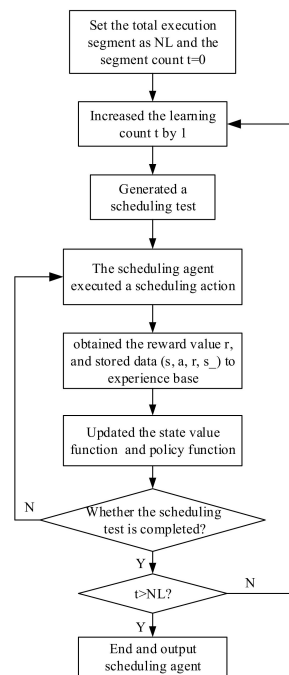 Set the total execution
segment as NL and the
segment count t=0
Increased the learning
count t by 1
Generated a
scheduling test
The scheduling agent
executed a scheduling action
obtained the reward value r,
and stored data (s, a, r, s_) to
experience base
Updated the state value
function and policy function
N
Whether the scheduling
test is completed?
Y
t>NL?
N
Y
End and output
scheduling agent